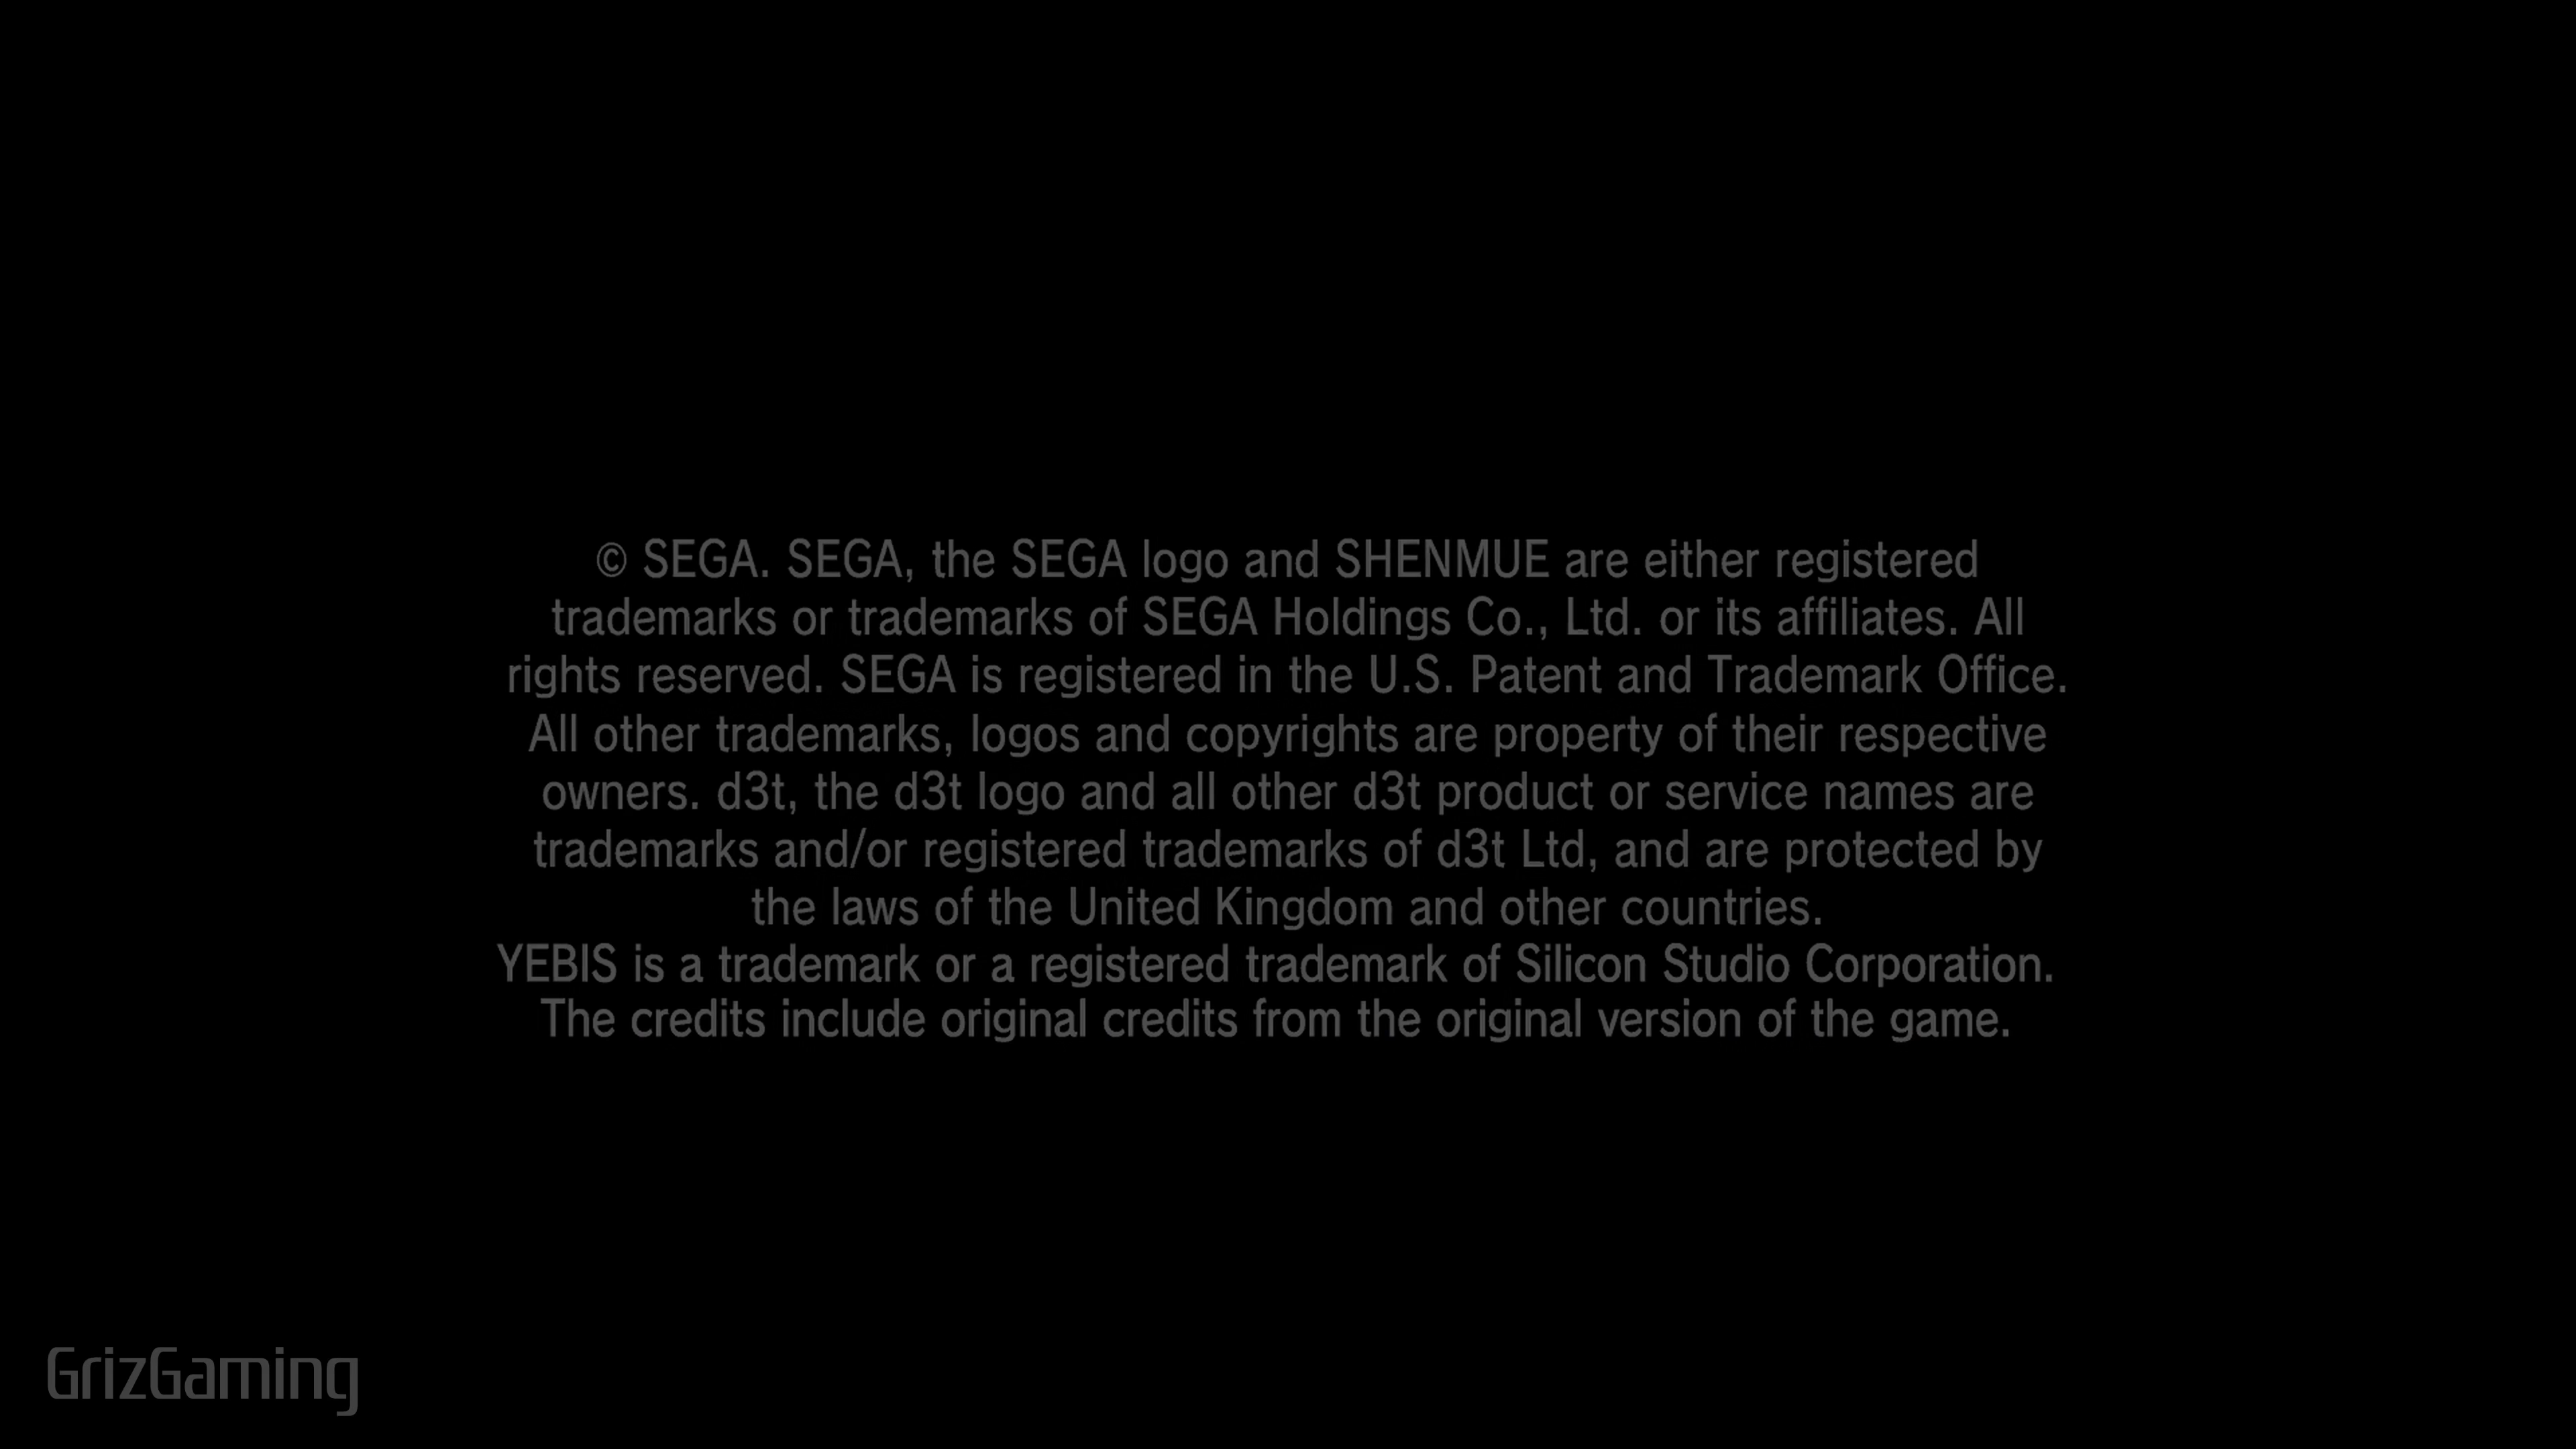 © SEGA. SEGA, the SEGA logo and SHENMUE are either registered
trademarks or trademarks of SEGA Holdings Co., Ltd. or its affiliates. All
rights reserved. SEGA is registered in the U.S. Patent and Trademark Office.
All other trademarks, logos and copyrights are property of their respective
owners. d3t, the d3t logo and all other d3t product or service names are
trademarks and/or registered trademarks of d3t Ltd, and are protected by
the laws of the United Kingdom and other countries.
YEBIS is a trademark or a registered trademark of Silicon Studio Corporation.
The credits include original credits from the original version of the game.
GrizGaming